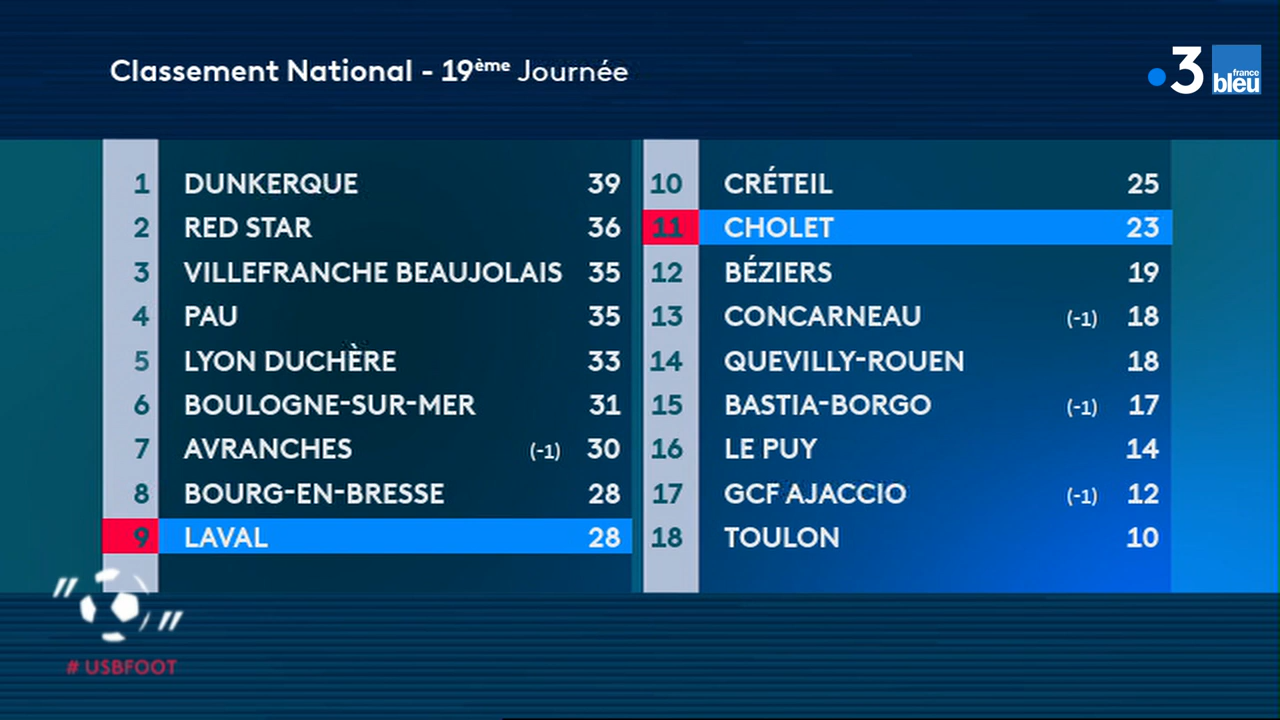 Classement National - 19ème Journée
3 france bleu
1 DUNKERQUE 39
2 RED STAR 36
3 VILLEFRANCHE BEAUJOLAIS 35
4 PAU 35
5 LYON DUCHÈRE 33
6 BOULOGNE-SUR-MER 31
7 AVRANCHES (-1) 30
8 BOURG-EN-BRESSE 28
9 LAVAL 28
10 CRÉTEIL 25
11 CHOLET 23
12 BÉZIERS 19
13 CONCARNEAU (-1) 18
14 QUEVILLY-ROUEN 18
15 BASTIA-BORGO (-1) 17
16 LE PUY 14
17 GCF AJACCIO (-1) 12
18 TOULON 10
# USBFOOT